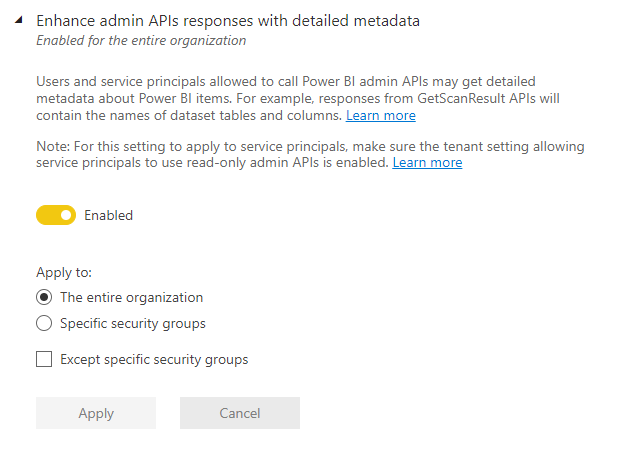 Enhance admin APIs responses with detailed metadata
Enabled for the entire organization
Users and service principals allowed to call Power BI admin APIs may get detailed
metadata about Power BI items. For example, responses from GetScanResult APIs will
contain the names of dataset tables and columns. Learn more
Note: For this setting to apply to service principals, make sure the tenant setting allowing
service principals to use read-only admin APIs is enabled. Learn more
Enabled
Apply to:
The entire organization
Specific security groups
Except specific security groups
Apply Cancel